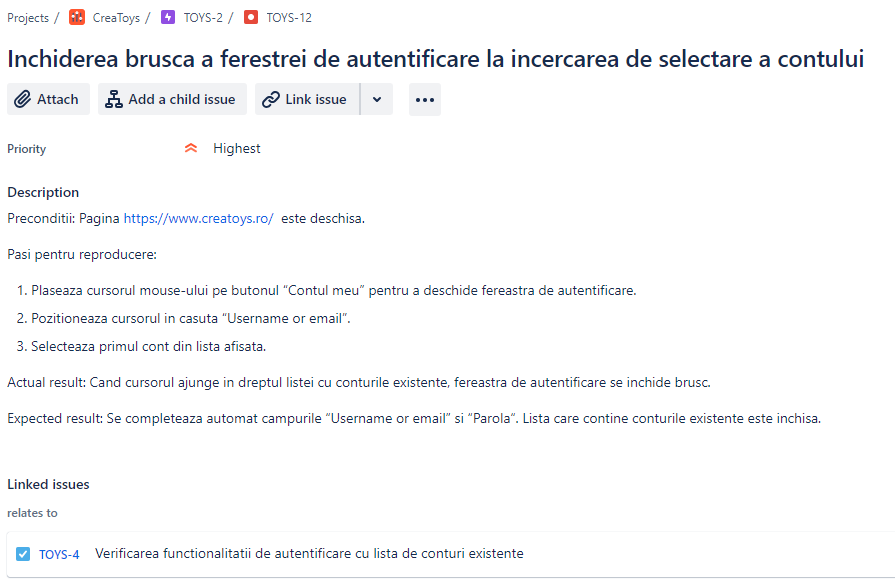 Projects / CreaToys / TOYS-2 / TOYS-12
Inchiderea brusca a ferestrei de autentificare la incercarea de selectare a contului
Attach Add a child issue Link issue
Priority Highest
Description
Preconditii: Pagina https://www.creatoys.ro/ este deschisa.
Pasi pentru reproducere:
1. Plaseaza cursorul mouse-ului pe butonul “Contul meu” pentru a deschide fereastra de autentificare.
2. Pozitioneaza cursorul in casuta “Username or email”.
3. Selecteaza primul cont din lista afisata.
Actual result: Cand cursorul ajunge in dreptul listei cu conturile existente, fereastra de autentificare se inchide brusc.
Expected result: Se completeaza automat campurile “Username or email” si “Parola”. Lista care contine conturile existente este inchisa.
Linked issues
relates to
TOYS-4 Verificarea functionalitatii de autentificare cu lista de conturi existente